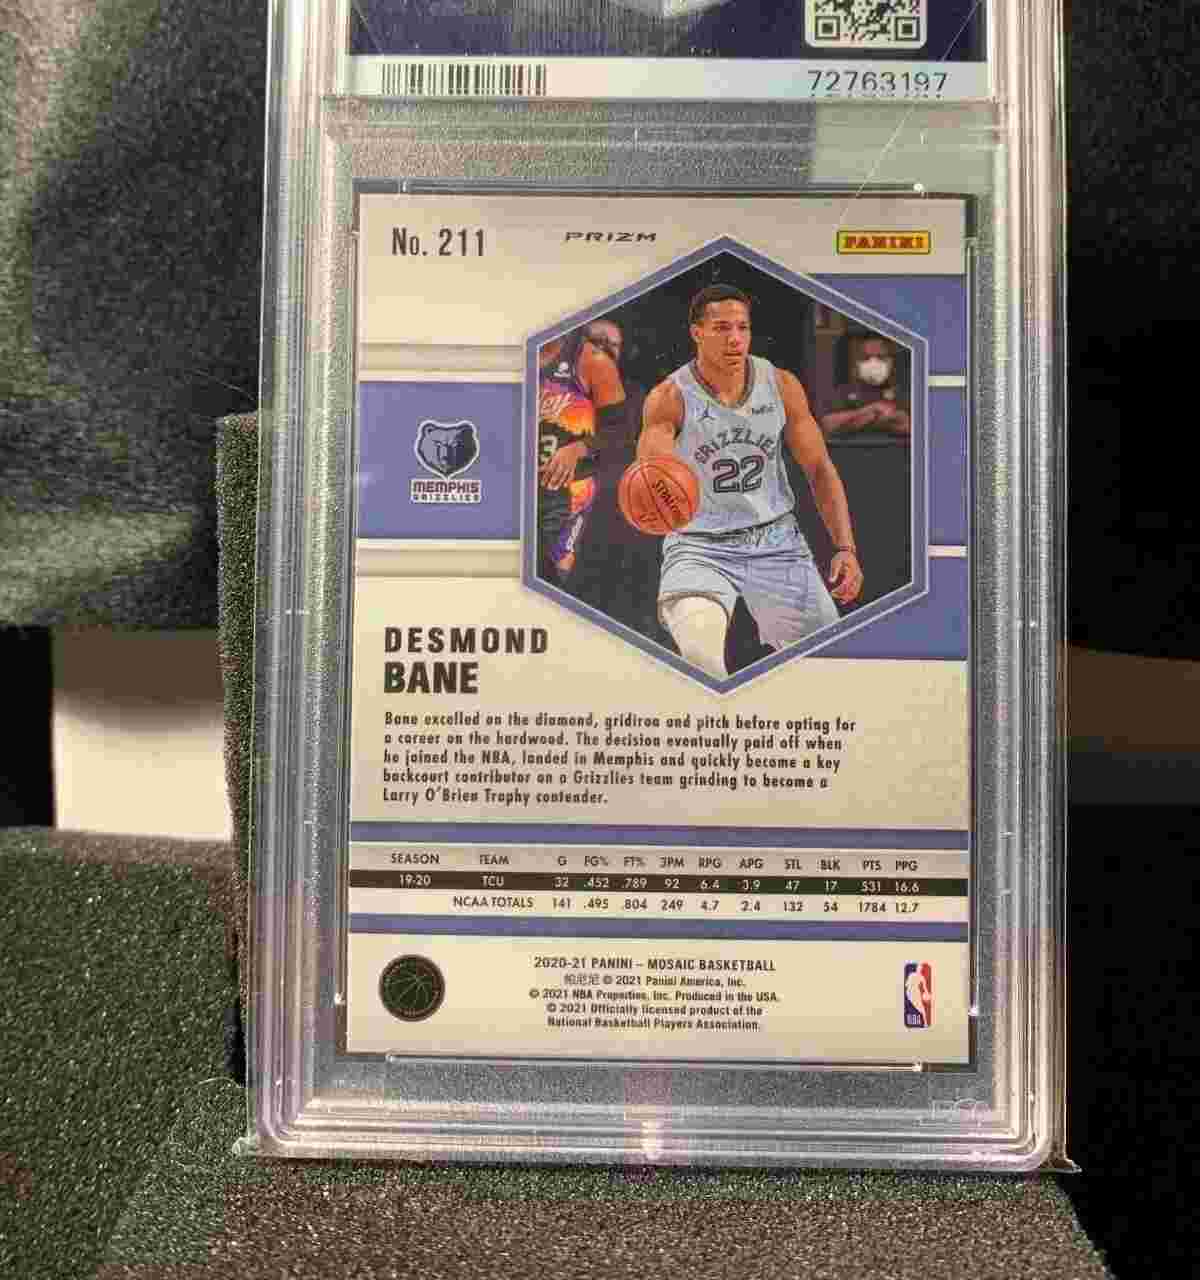 72763197
No. 211
PRIZM
PANINI
FedEx
GRIZZLIES
22
SPALDING
MEMPHIS
GRIZZLIES
DESMOND
BANE
Bane excelled on the diamond, gridiron and pitch before opting for
a career on the hardwood. The decision eventually paid off when
he joined the NBA, landed in Memphis and quickly became a key
backcourt contributor on a Grizzlies team grinding to become a
Larry O'Brien Trophy contender.
SEASON TEAM G FG% FT% 3PM RPG APG STL BLK PTS PPG
19-20 TCU 32 .452 .789 92 6.4 3.9 47 17 531 16.6
NCAA TOTALS 141 .495 .804 249 4.7 2.4 132 54 1784 12.7
2020-21 PANINI – MOSAIC BASKETBALL
帕尼尼 © 2021 Panini America, Inc.
© 2021 NBA Properties, Inc. Produced in the USA.
© 2021 Officially licensed product of the
National Basketball Players Association.
NBA